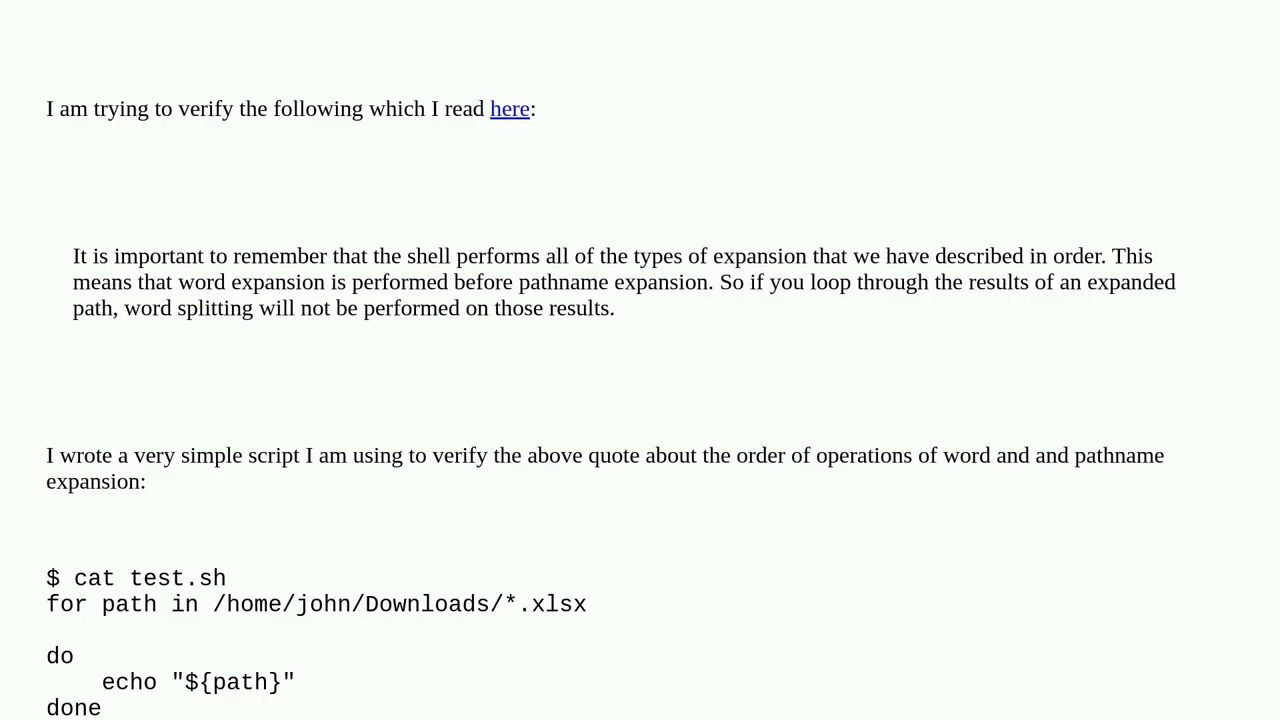 I am trying to verify the following which I read here:
It is important to remember that the shell performs all of the types of expansion that we have described in order. This
means that word expansion is performed before pathname expansion. So if you loop through the results of an expanded
path, word splitting will not be performed on those results.
I wrote a very simple script I am using to verify the above quote about the order of operations of word and and pathname
expansion:
$ cat test.sh
for path in /home/john/Downloads/*.xlsx
do
    echo "${path}"
done